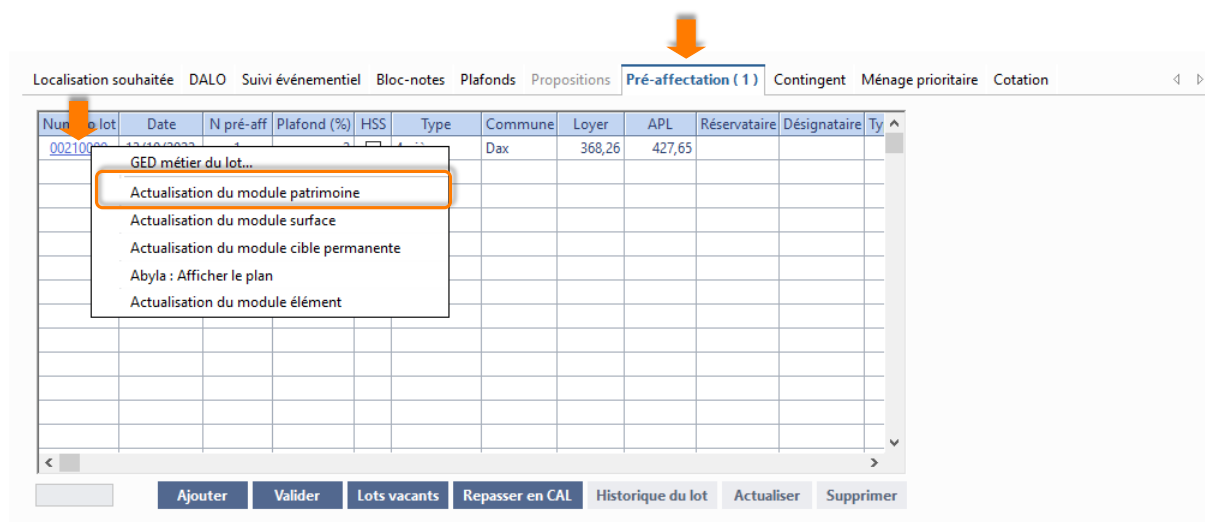 Localisation souhaitée DALO Suivi événementiel Bloc-notes Plafonds Propositions Pré-affectation ( 1 ) Contingent Ménage prioritaire Cotation
lot Date N pré-aff Plafond (%) HSS Type Commune Loyer APL Réservataire Désignataire Ty
Dax 368,26 427,65
GED métier du lot...
Actualisation du module patrimoine
Actualisation du module surface
Actualisation du module cible permanente
Abyla : Afficher le plan
Actualisation du module élément
Ajouter Valider Lots vacants Repasser en CAL Historique du lot Actualiser Supprimer